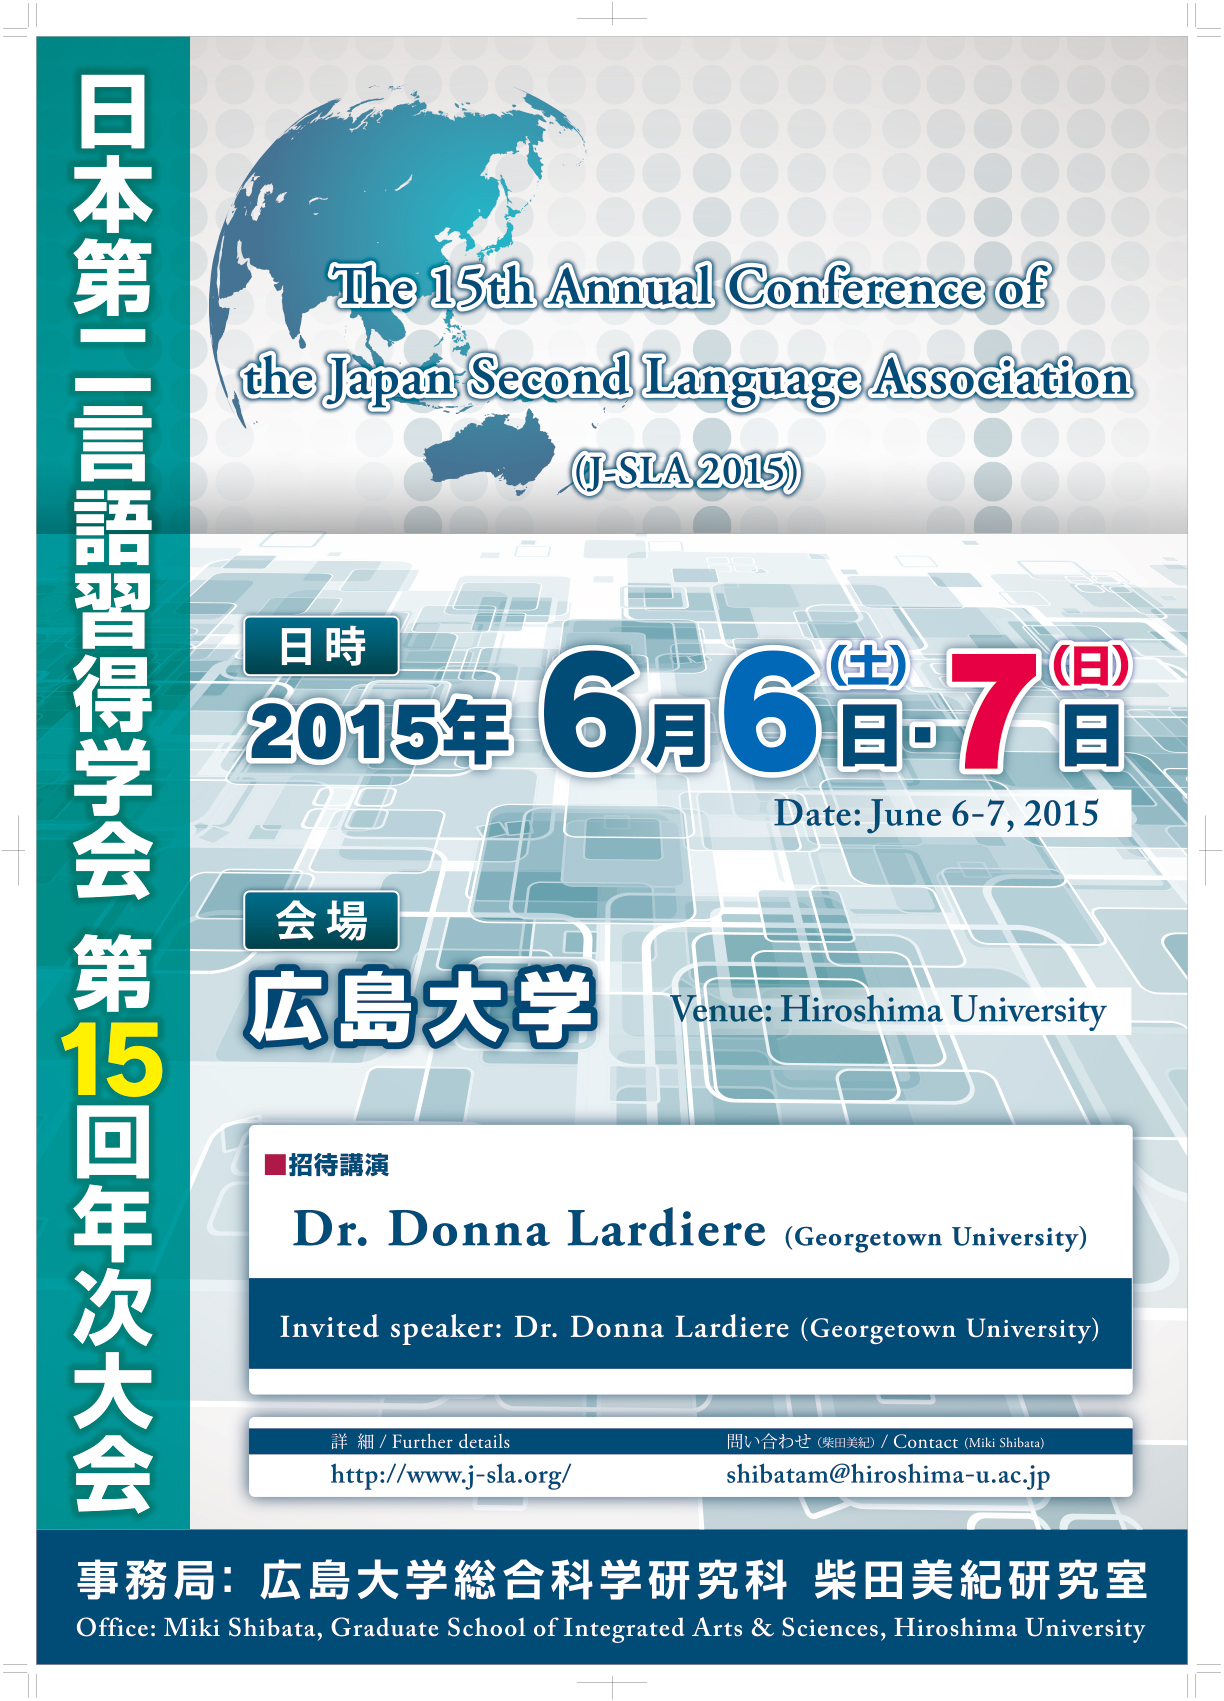 日本第二言語習得学会 第15回年次大会
The 15th Annual Conference of
the Japan Second Language Association
(J-SLA 2015)
日時
2015年 6月6日(土)・7日(日)
Date: June 6-7, 2015
会場
広島大学
Venue: Hiroshima University
■招待講演
Dr. Donna Lardiere (Georgetown University)
Invited speaker: Dr. Donna Lardiere (Georgetown University)
詳 細 / Further details
http://www.j-sla.org/
問い合わせ（柴田美紀）/ Contact (Miki Shibata)
shibatam@hiroshima-u.ac.jp
事務局: 広島大学総合科学研究科 柴田美紀研究室
Office: Miki Shibata, Graduate School of Integrated Arts & Sciences, Hiroshima University